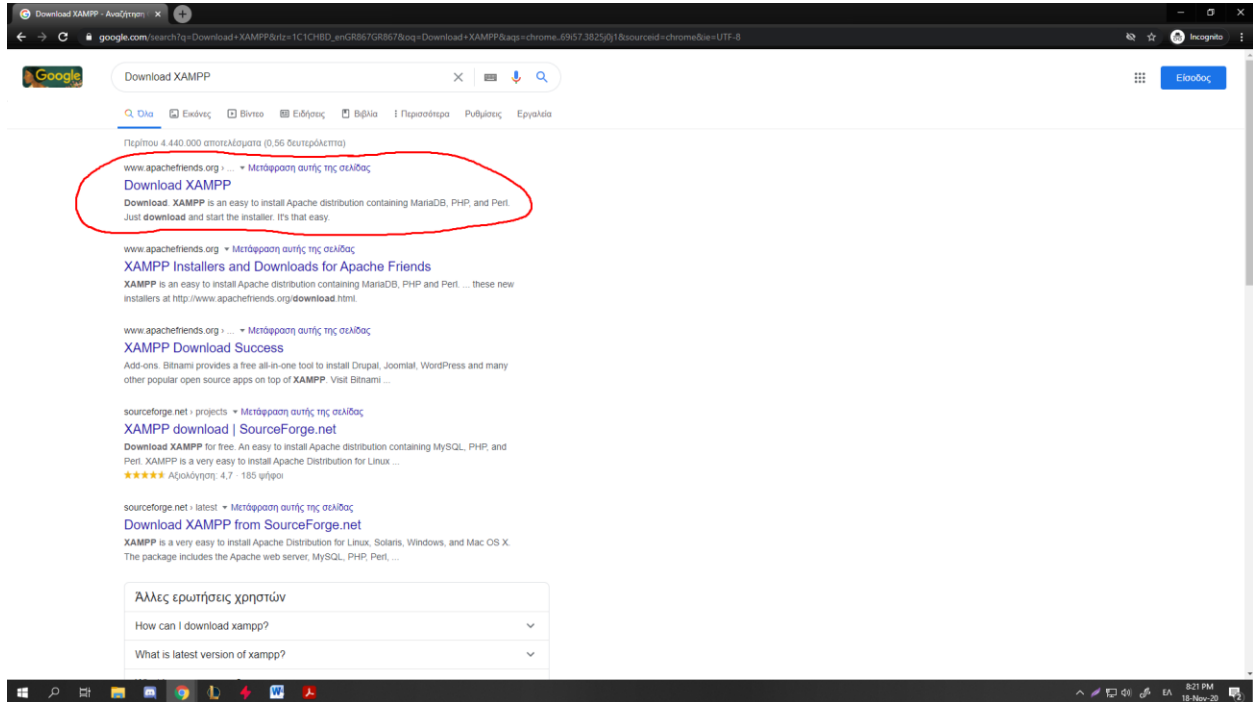 Download XAMPP - Αναζήτηση
google.com/search?q=Download+XAMPP&rlz=1C1CHBD_enGR867GR867&oq=Download+XAMPP&aqs=chrome..69i57.3825j0j1&sourceid=chrome&ie=UTF-8
Incognito
Google
Download XAMPP
Είσοδος
Όλα Εικόνες Βίντεο Ειδήσεις Βιβλία Περισσότερα Ρυθμίσεις Εργαλεία
Περίπου 4.440.000 αποτελέσματα (0,56 δευτερόλεπτα)
www.apachefriends.org › ... ▾ Μετάφραση αυτής της σελίδας
Download XAMPP
Download. XAMPP is an easy to install Apache distribution containing MariaDB, PHP, and Perl.
Just download and start the installer. It's that easy.
www.apachefriends.org ▾ Μετάφραση αυτής της σελίδας
XAMPP Installers and Downloads for Apache Friends
XAMPP is an easy to install Apache distribution containing MariaDB, PHP and Perl. ... these new
installers at http://www.apachefriends.org/download.html.
www.apachefriends.org › ... ▾ Μετάφραση αυτής της σελίδας
XAMPP Download Success
Add-ons. Bitnami provides a free all-in-one tool to install Drupal, Joomla!, WordPress and many
other popular open source apps on top of XAMPP. Visit Bitnami ...
sourceforge.net › projects ▾ Μετάφραση αυτής της σελίδας
XAMPP download | SourceForge.net
Download XAMPP for free. An easy to install Apache distribution containing MySQL, PHP, and
Perl. XAMPP is a very easy to install Apache Distribution for Linux ...
★★★★★ Αξιολόγηση: 4,7 · 185 ψήφοι
sourceforge.net › latest ▾ Μετάφραση αυτής της σελίδας
Download XAMPP from SourceForge.net
XAMPP is a very easy to install Apache Distribution for Linux, Solaris, Windows, and Mac OS X.
The package includes the Apache web server, MySQL, PHP, Perl, ...
Άλλες ερωτήσεις χρηστών
How can I download xampp?
What is latest version of xampp?
ΕΛ
8:21 PM
18-Nov-20